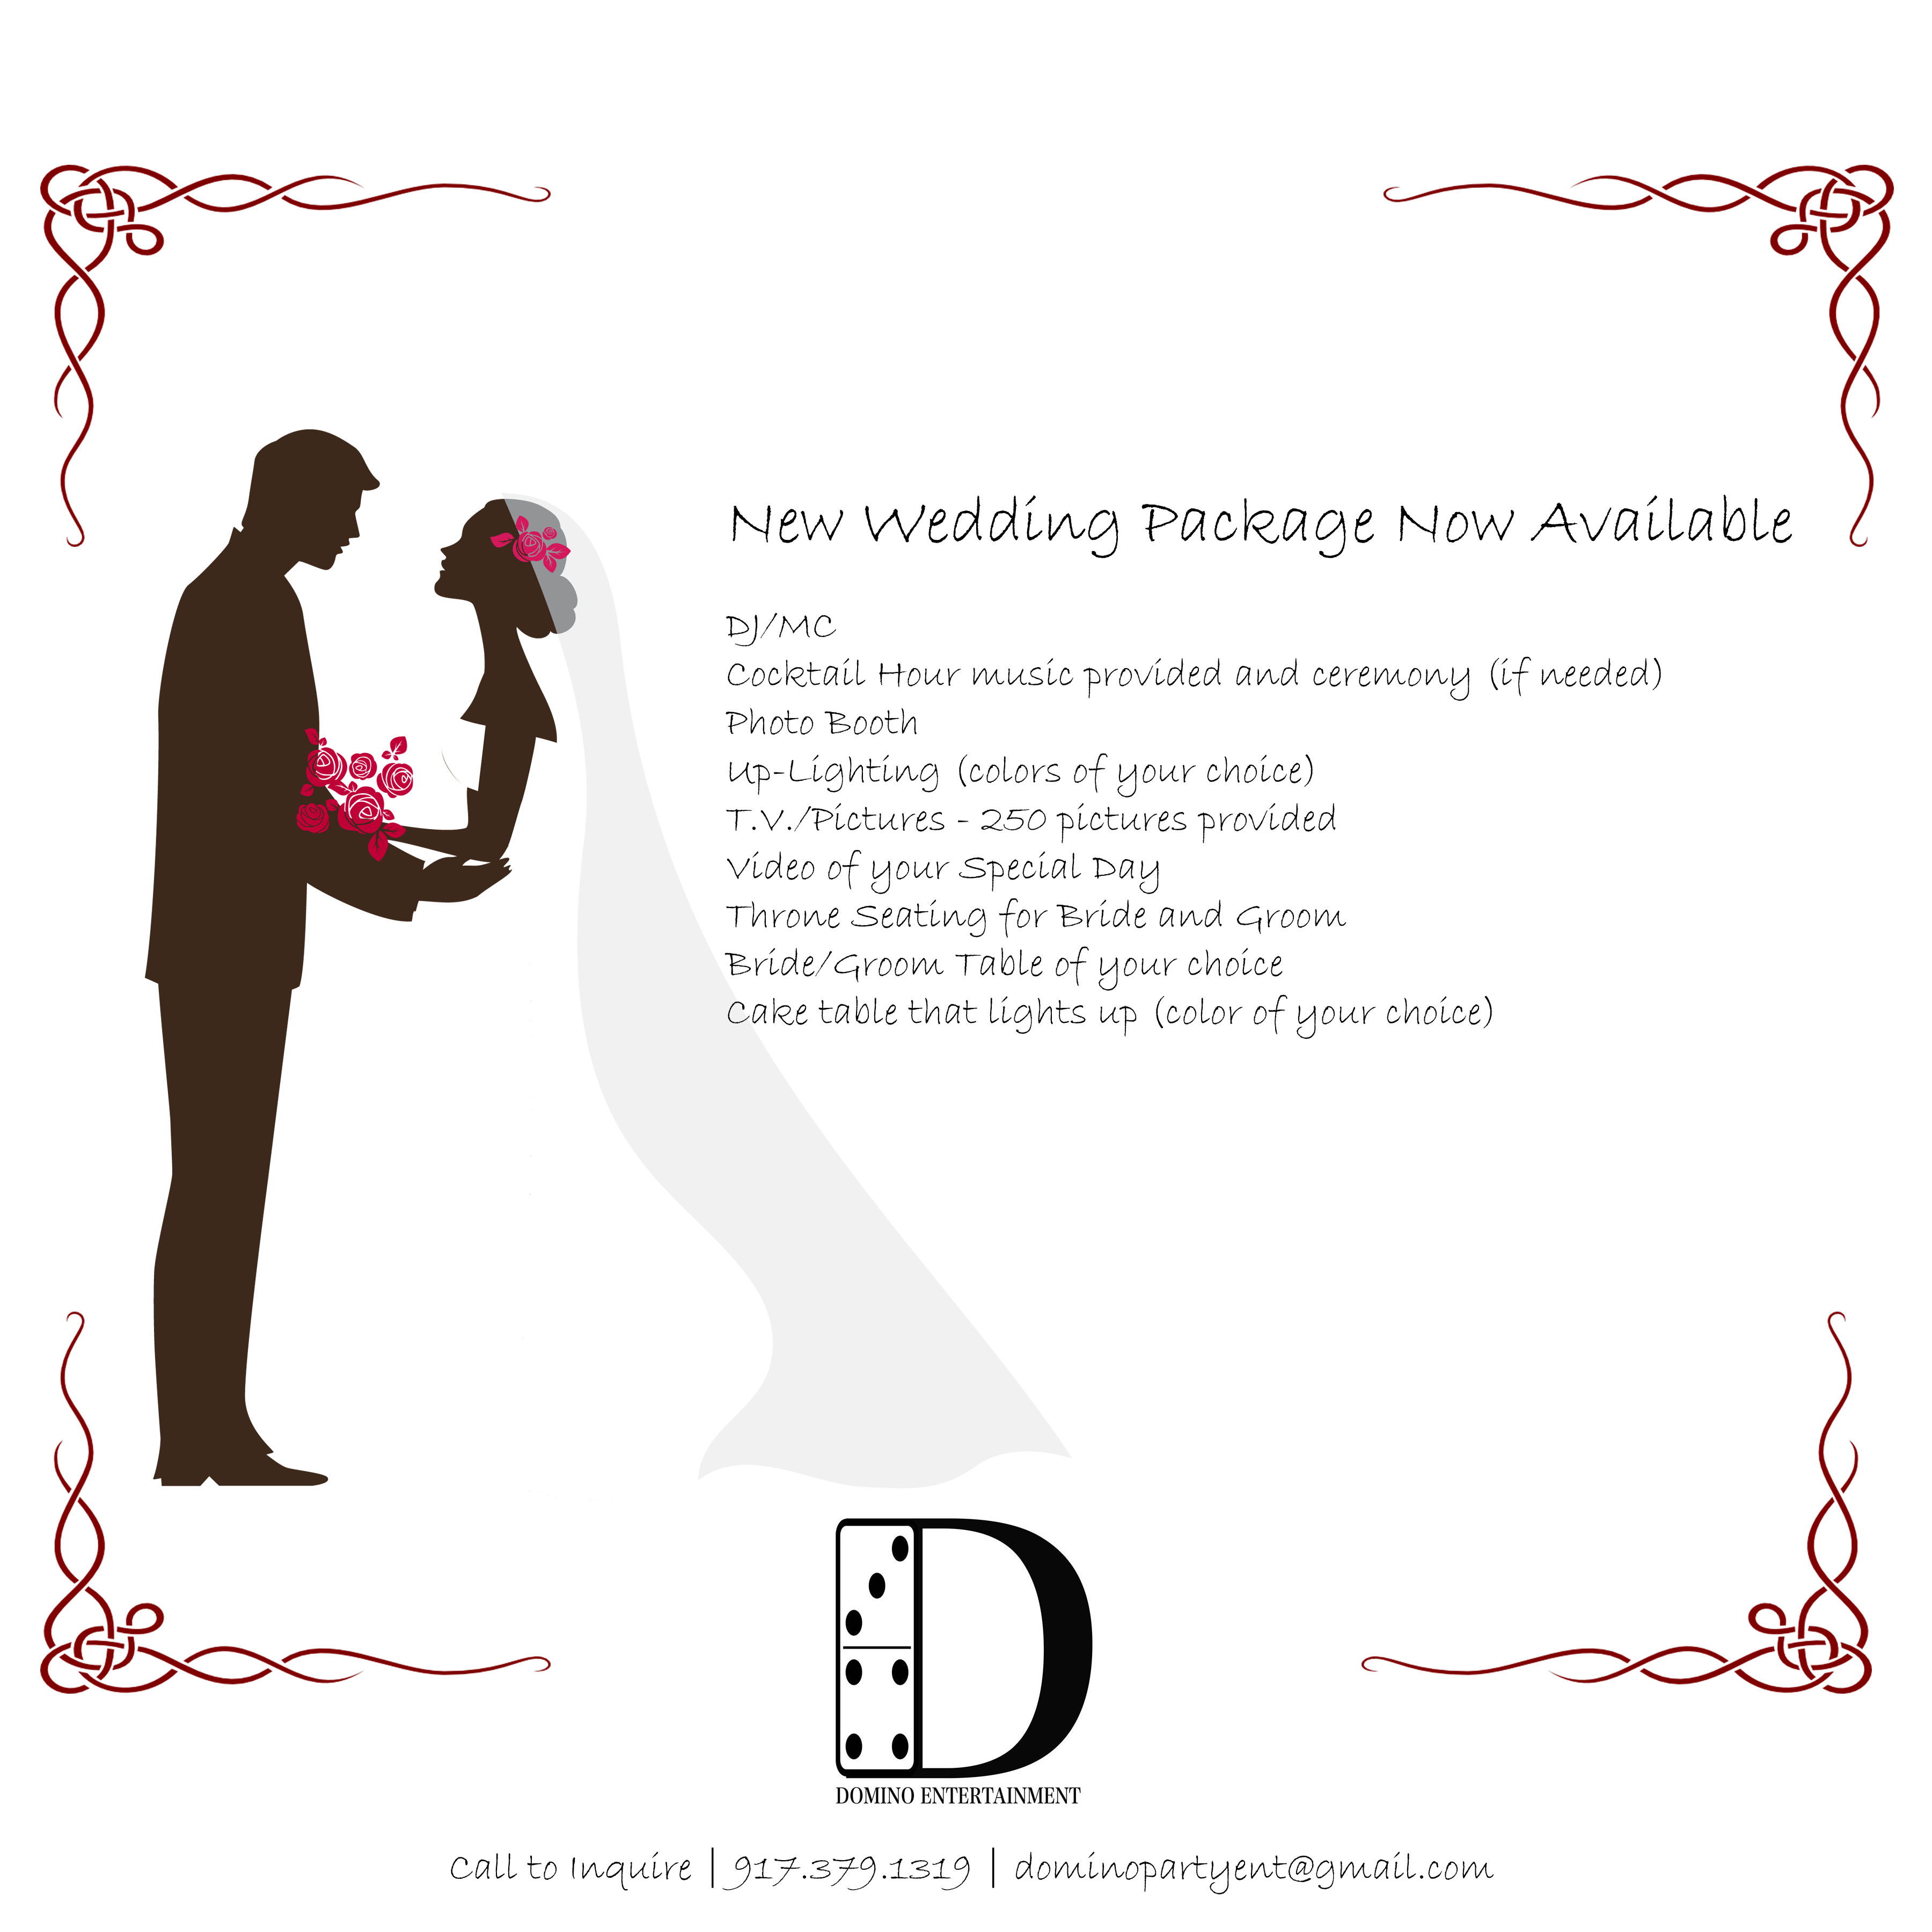 New Wedding Package Now Available
DJ/MC
Cocktail Hour music provided and ceremony (if needed)
Photo Booth
Up-Lighting (colors of your choice)
T.V./Pictures - 250 pictures provided
Video of your Special Day
Throne Seating for Bride and Groom
Bride/Groom Table of your choice
Cake table that lights up (color of your choice)
D
DOMINO ENTERTAINMENT
Call to Inquire | 917.379.1319 | dominopartyent@gmail.com